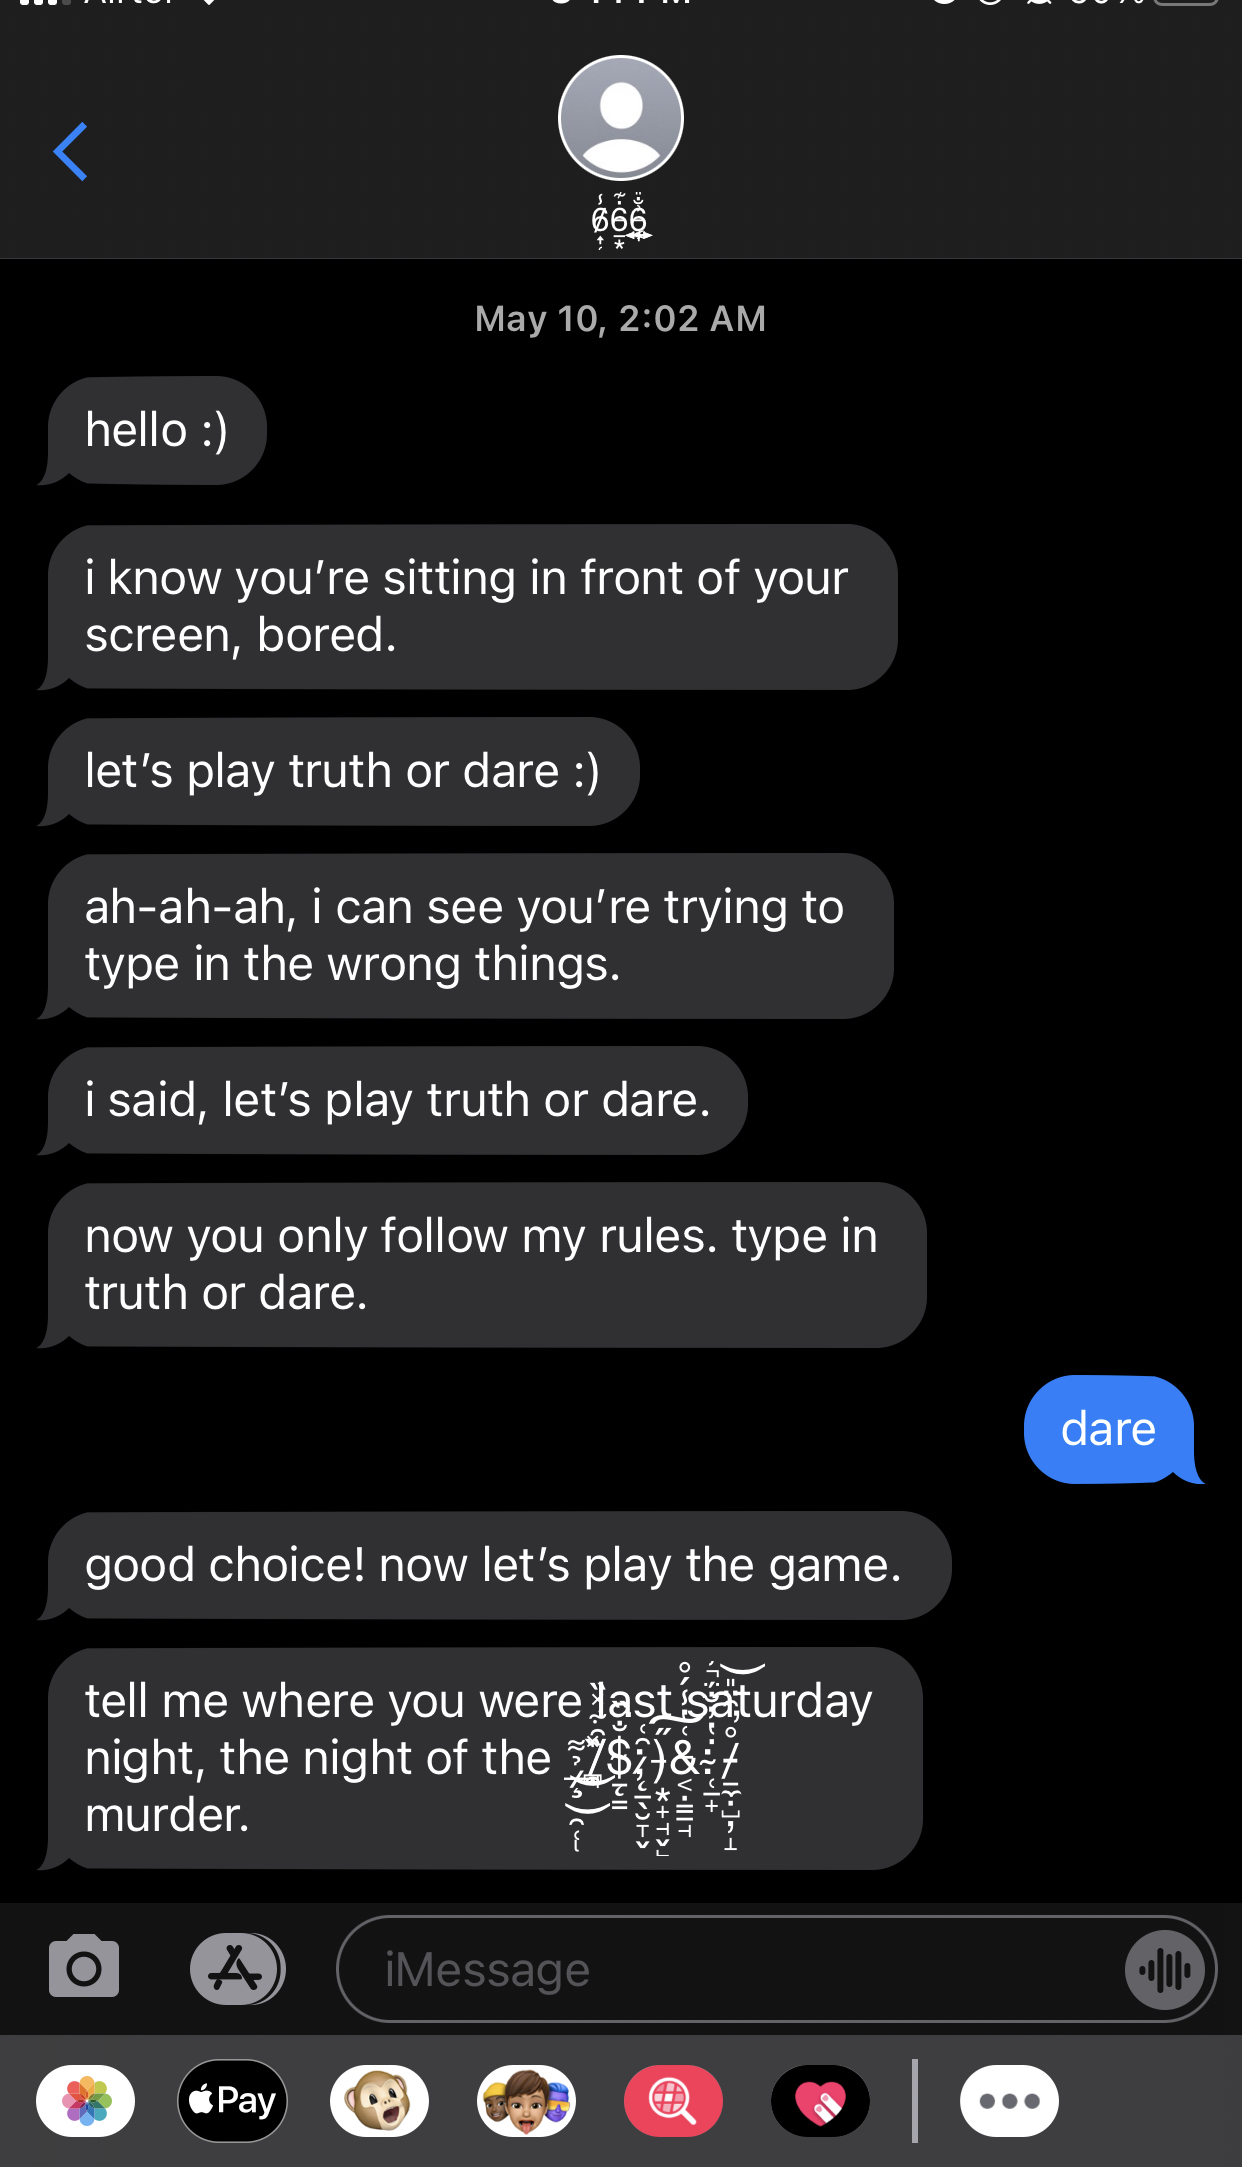 666
May 10, 2:02 AM
hello :)
i know you’re sitting in front of your
screen, bored.
let’s play truth or dare :)
ah-ah-ah, i can see you’re trying to
type in the wrong things.
i said, let’s play truth or dare.
now you only follow my rules. type in
truth or dare.
dare
good choice! now let’s play the game.
tell me where you were last saturday
night, the night of the
murder.
iMessage
Pay